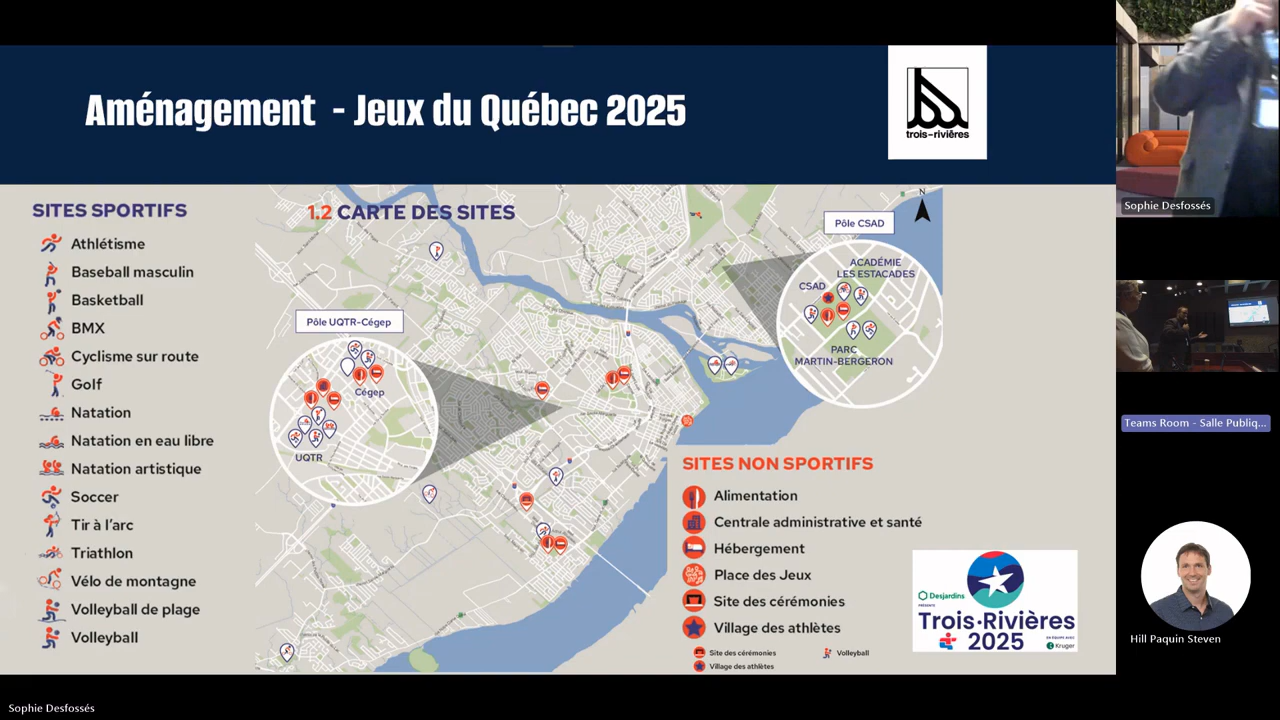 Aménagement - Jeux du Québec 2025
trois-rivières
SITES SPORTIFS
Athlétisme
Baseball masculin
Basketball
BMX
Cyclisme sur route
Golf
Natation
Natation en eau libre
Natation artistique
Soccer
Tir à l'arc
Triathlon
Vélo de montagne
Volleyball de plage
Volleyball
1.2 CARTE DES SITES
Pôle UQTR-Cégep
Cégep
UQTR
N
Pôle CSAD
ACADÉMIE
LES ESTACADES
CSAD
PARC
MARTIN-BERGERON
SITES NON SPORTIFS
Alimentation
Centrale administrative et santé
Hébergement
Place des Jeux
Site des cérémonies
Village des athlètes
Site des cérémonies
Volleyball
Village des athlètes
Desjardins
PRÉSENTE
Trois·Rivières
2025
EN ÉQUIPE AVEC
Kruger
Sophie Desfossés
Teams Room - Salle Publiq...
Hill Paquin Steven
Sophie Desfossés